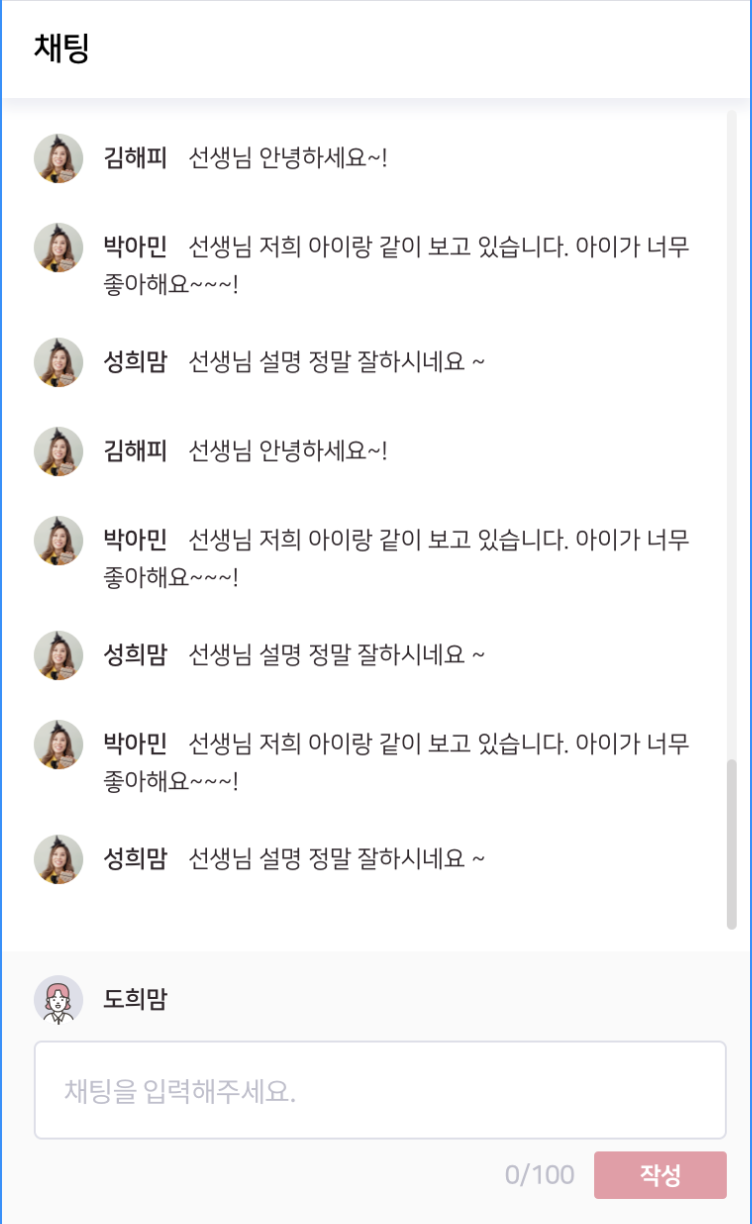 채팅
김해피 선생님 안녕하세요~!
박아민 선생님 저희 아이랑 같이 보고 있습니다. 아이가 너무
좋아해요~~~!
성희맘 선생님 설명 정말 잘하시네요 ~
김해피 선생님 안녕하세요~!
박아민 선생님 저희 아이랑 같이 보고 있습니다. 아이가 너무
좋아해요~~~!
성희맘 선생님 설명 정말 잘하시네요 ~
박아민 선생님 저희 아이랑 같이 보고 있습니다. 아이가 너무
좋아해요~~~!
성희맘 선생님 설명 정말 잘하시네요 ~
도희맘
채팅을 입력해주세요.
0/100 작성